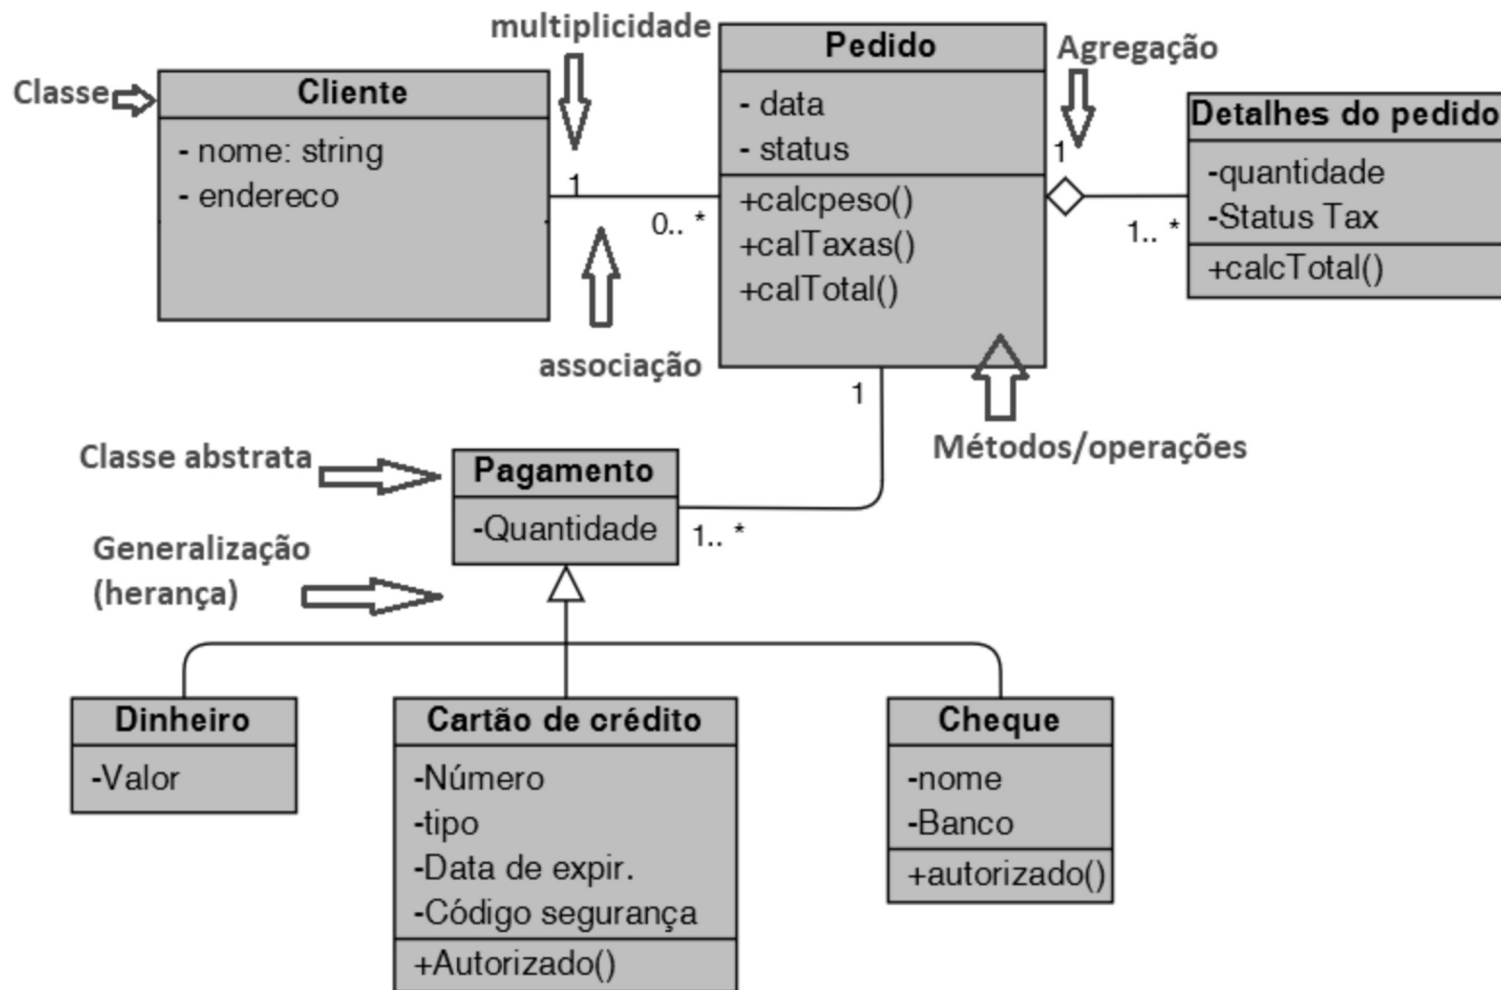 multiplicidade
Classe
Cliente
- nome: string
- endereco
1
0.. *
associação
Pedido
- data
- status
+calcpeso()
+calTaxas()
+calTotal()
Agregação
1
1.. *
Detalhes do pedido
-quantidade
-Status Tax
+calcTotal()
Métodos/operações
1
1.. *
Classe abstrata
Pagamento
-Quantidade
Generalização
(herança)
Dinheiro
-Valor
Cartão de crédito
-Número
-tipo
-Data de expir.
-Código segurança
+Autorizado()
Cheque
-nome
-Banco
+autorizado()